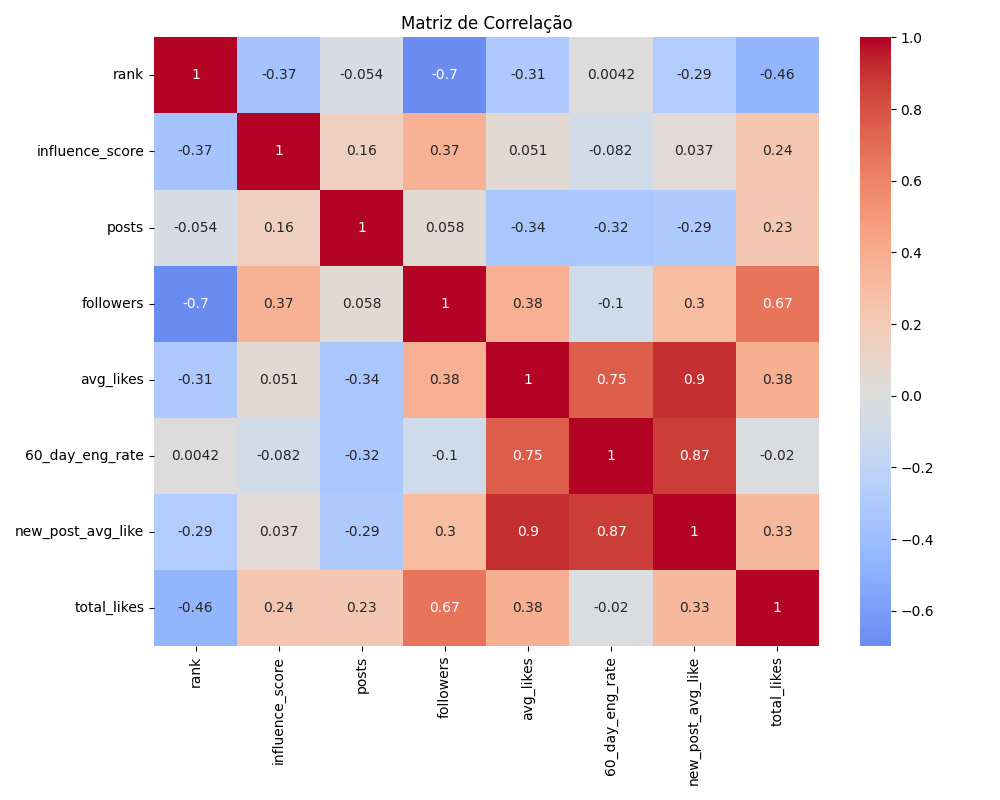 Matriz de Correlação
rank 1 -0.37 -0.054 -0.7 -0.31 0.0042 -0.29 -0.46
influence_score -0.37 1 0.16 0.37 0.051 -0.082 0.037 0.24
posts -0.054 0.16 1 0.058 -0.34 -0.32 -0.29 0.23
followers -0.7 0.37 0.058 1 0.38 -0.1 0.3 0.67
avg_likes -0.31 0.051 -0.34 0.38 1 0.75 0.9 0.38
60_day_eng_rate 0.0042 -0.082 -0.32 -0.1 0.75 1 0.87 -0.02
new_post_avg_like -0.29 0.037 -0.29 0.3 0.9 0.87 1 0.33
total_likes -0.46 0.24 0.23 0.67 0.38 -0.02 0.33 1
rank
influence_score
posts
followers
avg_likes
60_day_eng_rate
new_post_avg_like
total_likes
1.0
0.8
0.6
0.4
0.2
0.0
−0.2
−0.4
−0.6